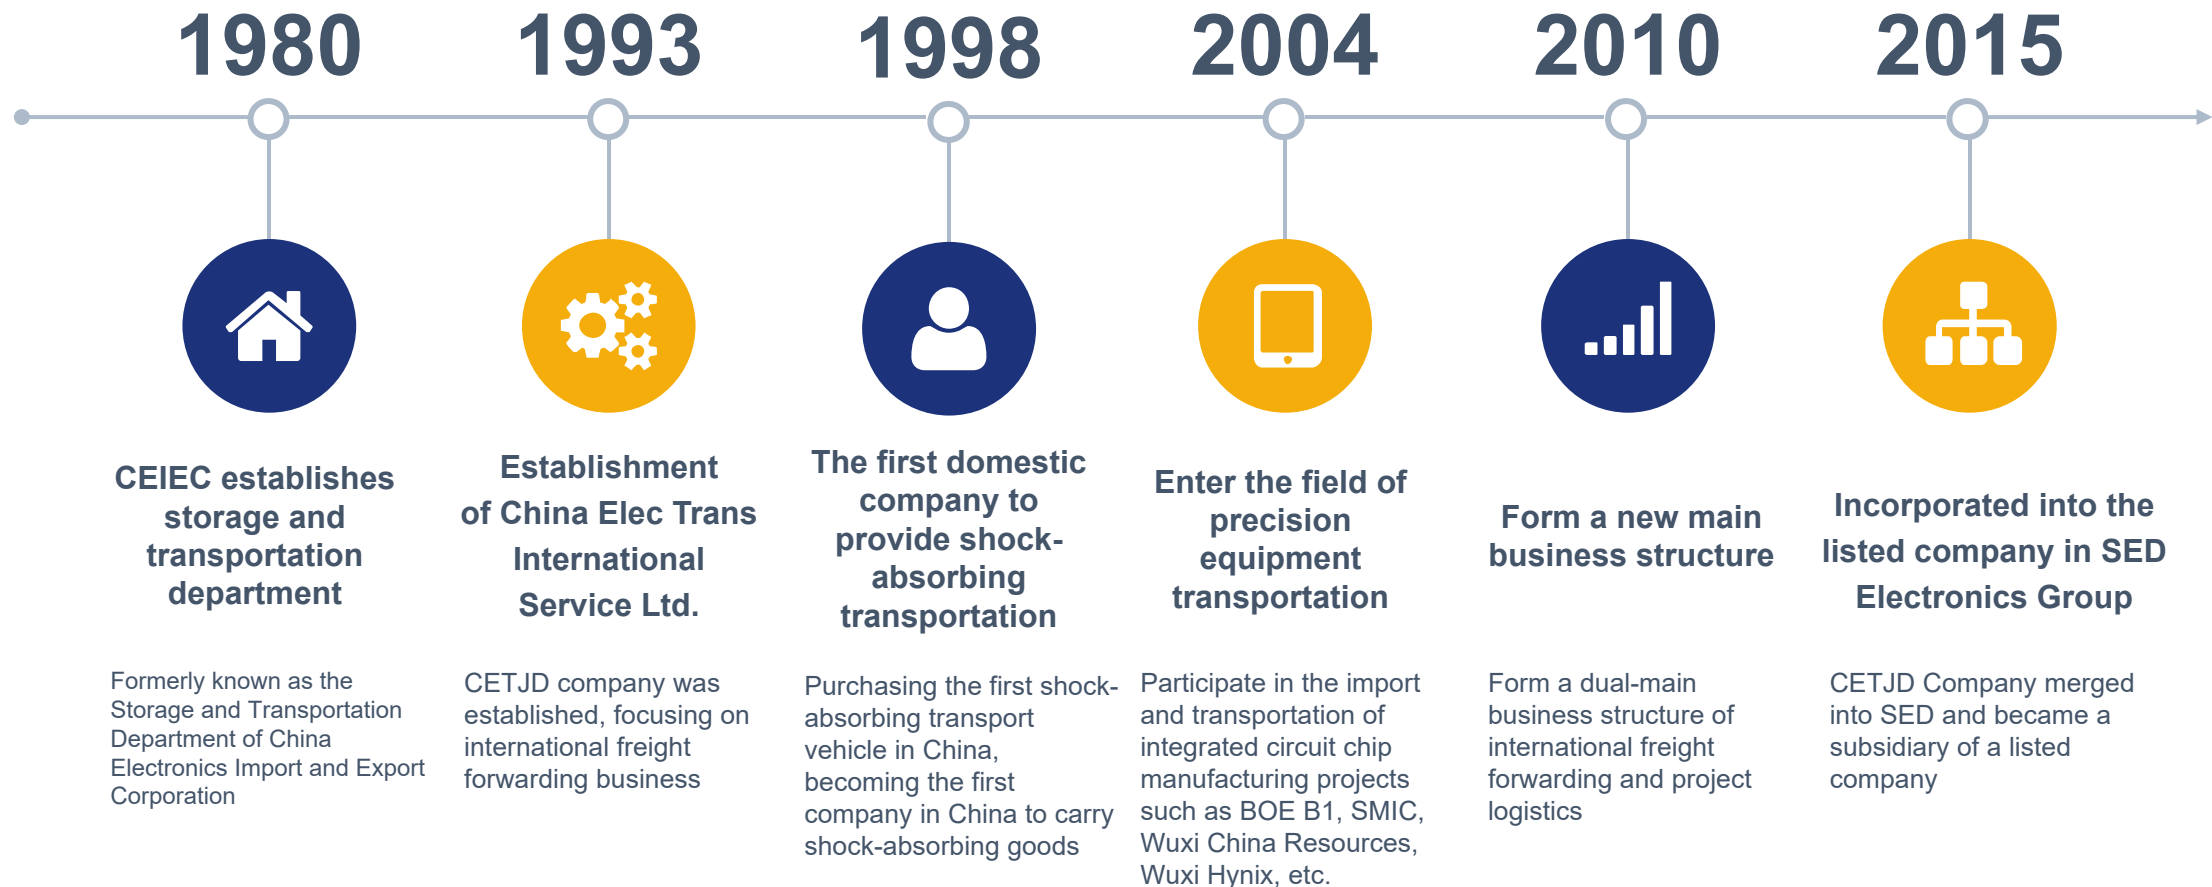 1980
1993
1998
2004
2010
2015
CEIEC establishes
storage and
transportation
department
Establishment
of China Elec Trans
International
Service Ltd.
The first domestic
company to
provide shock-
absorbing
transportation
Enter the field of
precision
equipment
transportation
Form a new main
business structure
Incorporated into the
listed company in SED
Electronics Group
Formerly known as the
Storage and Transportation
Department of China
Electronics Import and Export
Corporation
CETJD company was
established, focusing on
international freight
forwarding business
Purchasing the first shock-
absorbing transport
vehicle in China,
becoming the first
company in China to carry
shock-absorbing goods
Participate in the import
and transportation of
integrated circuit chip
manufacturing projects
such as BOE B1, SMIC,
Wuxi China Resources,
Wuxi Hynix, etc.
Form a dual-main
business structure of
international freight
forwarding and project
logistics
CETJD Company merged
into SED and became a
subsidiary of a listed
company